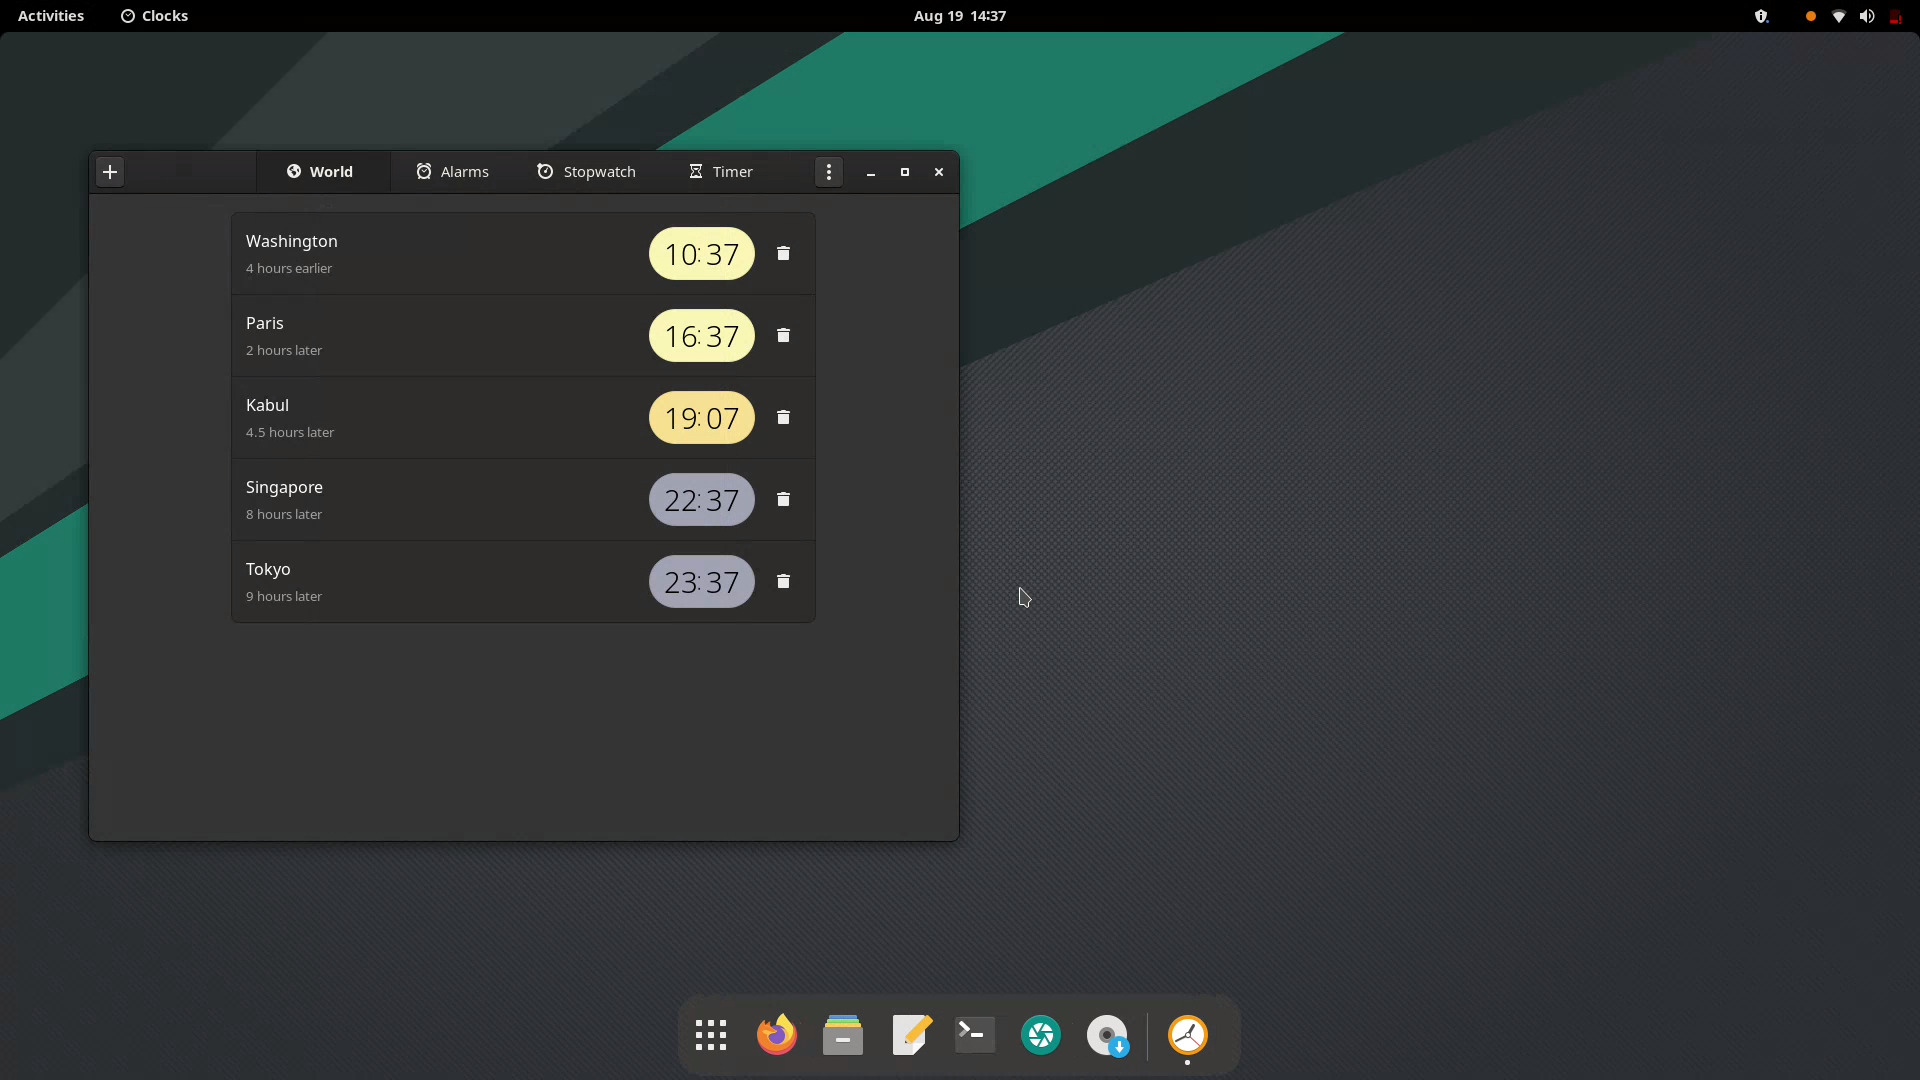 Activities Clocks Aug 19 14:37
World Alarms Stopwatch Timer
Washington
4 hours earlier
10:37
Paris
2 hours later
16:37
Kabul
4.5 hours later
19:07
Singapore
8 hours later
22:37
Tokyo
9 hours later
23:37